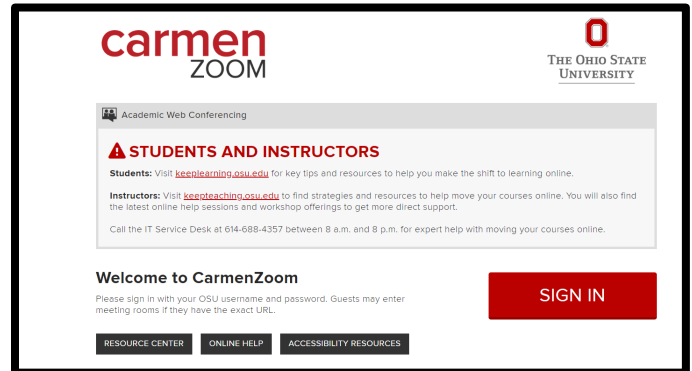 carmen
ZOOM
THE OHIO STATE
UNIVERSITY
Academic Web Conferencing
STUDENTS AND INSTRUCTORS
Students: Visit keeplearning.osu.edu for key tips and resources to help you make the shift to learning online.
Instructors: Visit keepteaching.osu.edu to find strategies and resources to help move your courses online. You will also find
the latest online help sessions and workshop offerings to get more direct support.
Call the IT Service Desk at 614-688-4357 between 8 a.m. and 8 p.m. for expert help with moving your courses online.
Welcome to CarmenZoom
Please sign in with your OSU username and password. Guests may enter
meeting rooms if they have the exact URL.
SIGN IN
RESOURCE CENTER
ONLINE HELP
ACCESSIBILITY RESOURCES